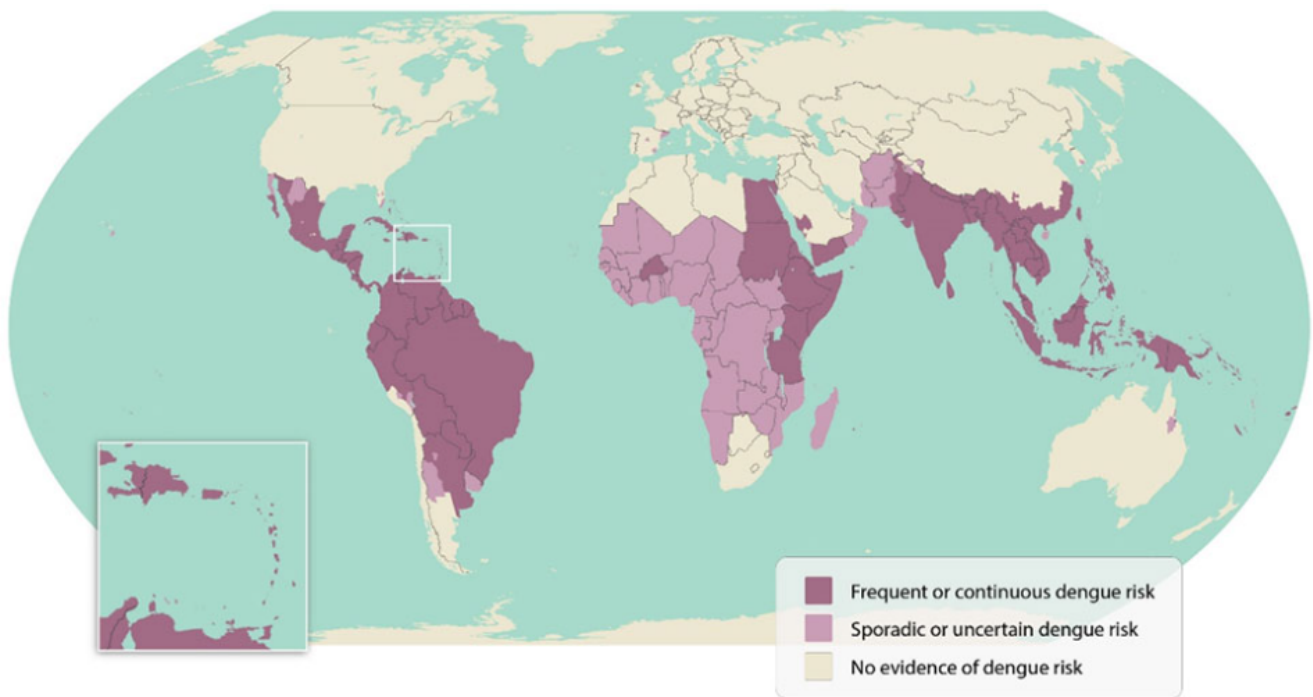 Frequent or continuous dengue risk
Sporadic or uncertain dengue risk
No evidence of dengue risk